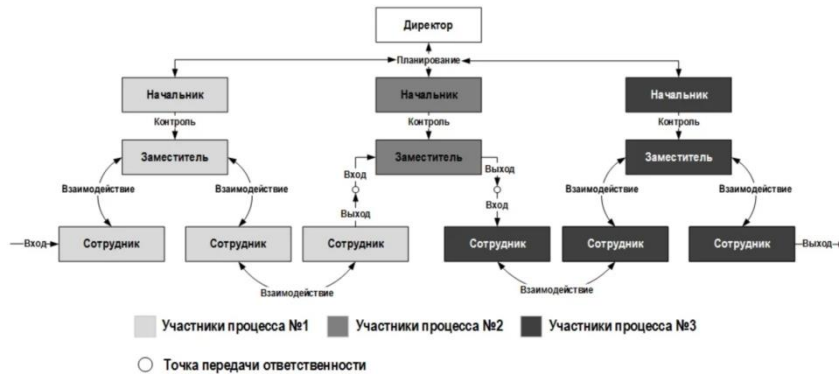 Директор
Планирование
Начальник
Начальник
Начальник
Контроль
Контроль
Контроль
Заместитель
Заместитель
Заместитель
Взаимодействие
Взаимодействие
Вход
Выход
Выход
Вход
Взаимодействие
Взаимодействие
Вход
Сотрудник
Сотрудник
Сотрудник
Сотрудник
Сотрудник
Сотрудник
Выход
Взаимодействие
Взаимодействие
Участники процесса №1
Участники процесса №2
Участники процесса №3
Точка передачи ответственности